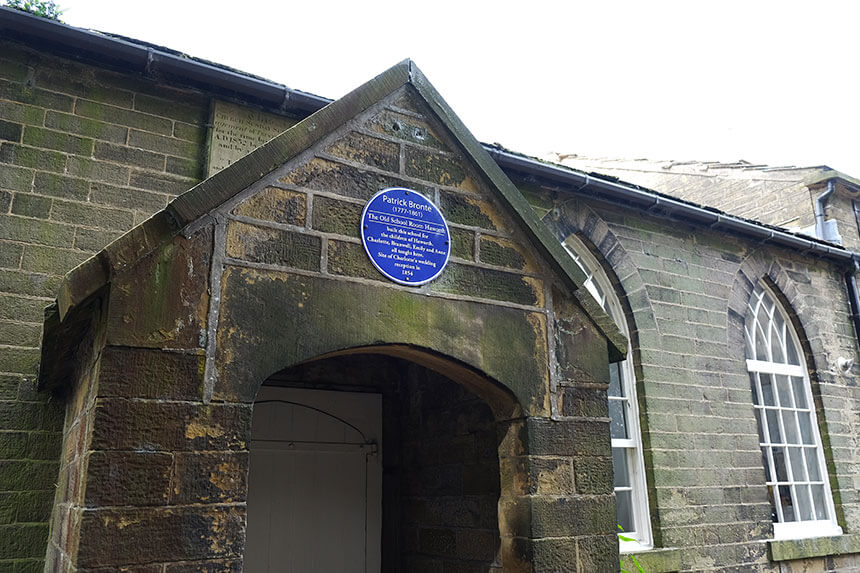 Patrick Bronte
(1777-1861)
The Old School Room Haworth
built this school for
the children of Haworth.
Charlotte, Branwell, Emily and Anne
all taught here.
Site of Charlotte's wedding
reception in
1854
A.D.